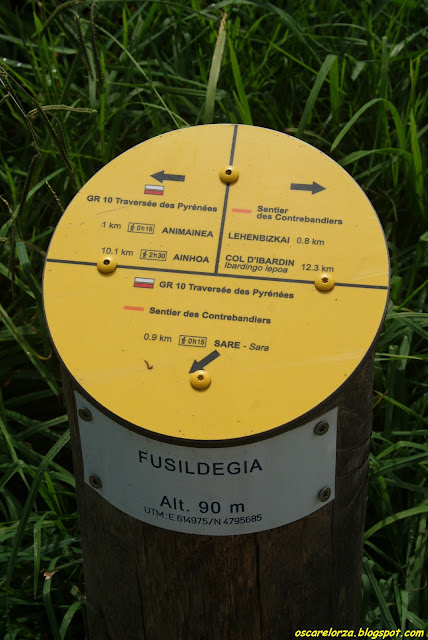 GR 10 Traversée des Pyrénées
1 km 0h15 ANIMAINEA
10.1 km 2h30 AINHOA
Sentier
des Contrebandiers
LEHENBIZKAI 0.8 km
COL D'IBARDIN
Ibardingo lepoa 12.3 km
GR 10 Traversée des Pyrénées
Sentier des Contrebandiers
0.9 km 0h15 SARE - Sara
FUSILDEGIA
Alt. 90 m
UTM: E 614975/N 4795685
oscarelorza.blogspot.com